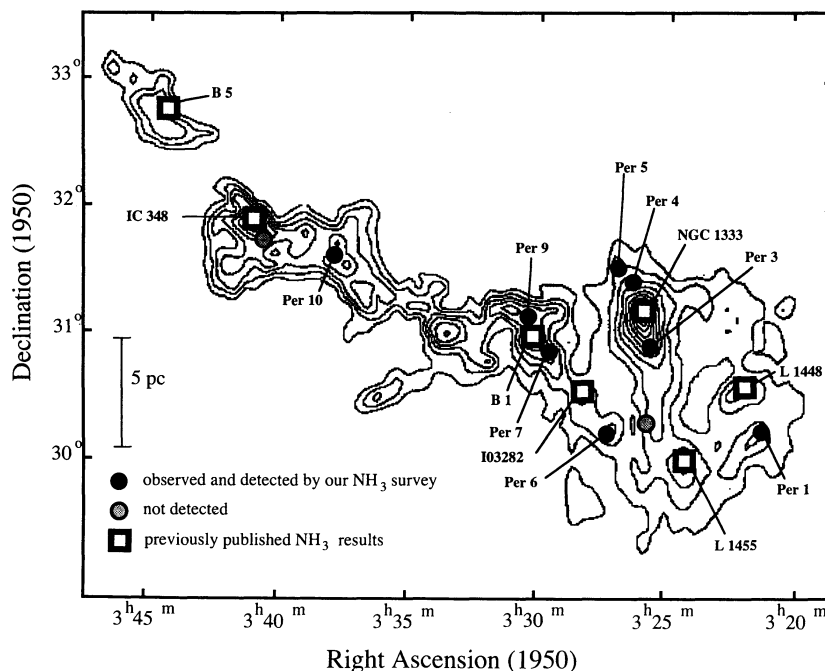 33°
B 5
Per 5
32°
Per 4
IC 348
NGC 1333
Per 9
Per 3
Per 10
31°
Declination (1950)
5 pc
L 1448
B 1
Per 7
I03282
30°
Per 6
Per 1
observed and detected by our NH₃ survey
not detected
previously published NH₃ results
L 1455
3ʰ45ᵐ 3ʰ40ᵐ 3ʰ35ᵐ 3ʰ30ᵐ 3ʰ25ᵐ 3ʰ20ᵐ
Right Ascension (1950)